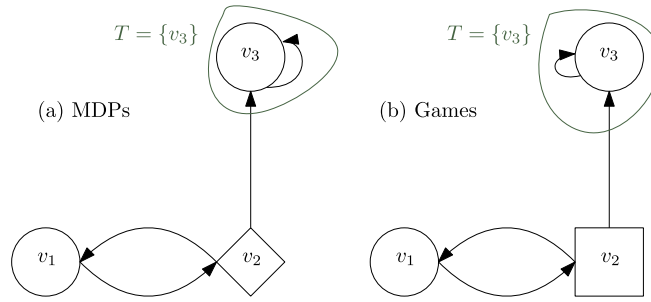 T = {v₃}
v₃
(a) MDPs
v₁
v₂
T = {v₃}
v₃
(b) Games
v₁
v₂